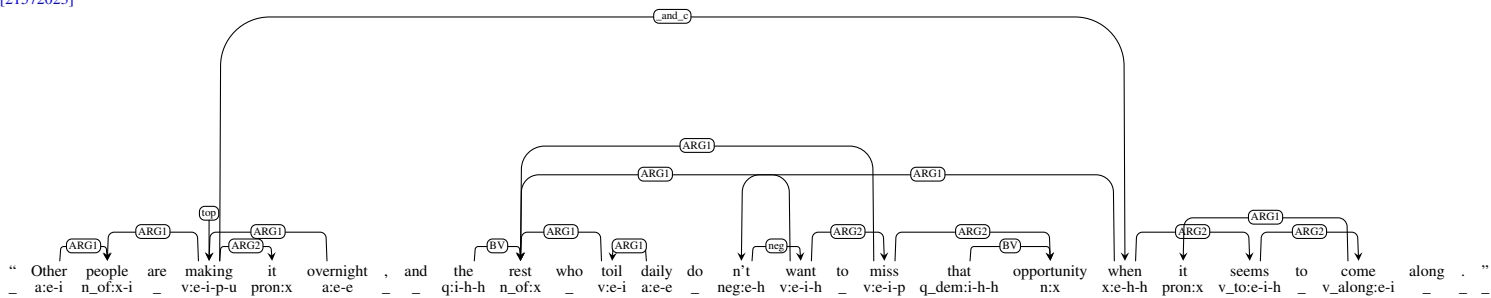 [21572025]
_and_c
ARG1
ARG1 ARG1
top
ARG1
ARG1 ARG1 ARG1 ARG2 ARG2 ARG2 ARG2
ARG1 ARG2 BV ARG1 neg BV
“ Other people are making it overnight , and the rest who toil daily do n't want to miss that opportunity when it seems to come along . ”
_ a:e-i n_of:x-i _ v:e-i-p-u pron:x a:e-e _ _ q:i-h-h n_of:x _ v:e-i a:e-e _ neg:e-h v:e-i-h _ v:e-i-p q_dem:i-h-h n:x x:e-h-h pron:x v_to:e-i-h _ v_along:e-i _ _ _